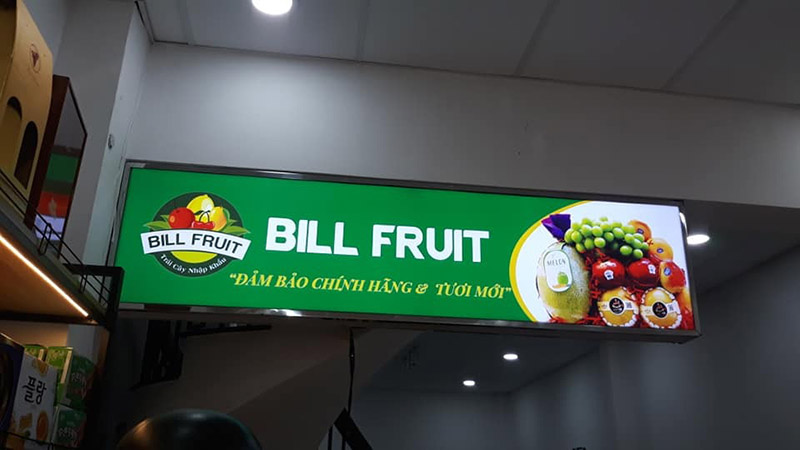 BILL FRUIT
Trái Cây Nhập Khẩu
BILL FRUIT
"ĐẢM BẢO CHÍNH HÃNG & TƯƠI MỚI"
MELON